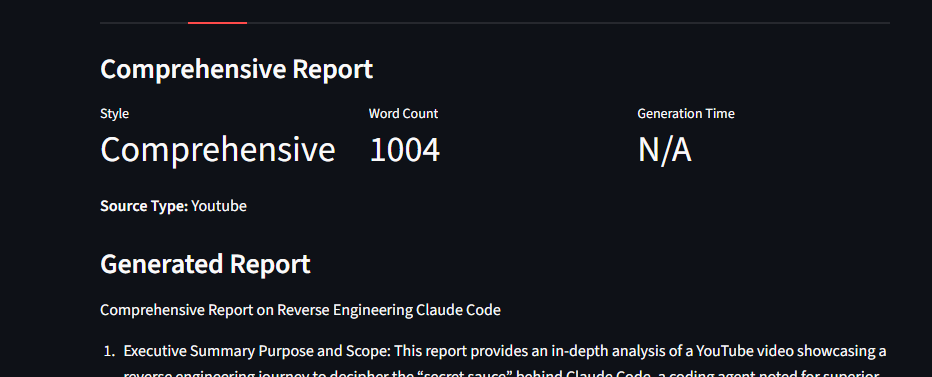 Comprehensive Report
Style Word Count Generation Time
Comprehensive 1004 N/A
Source Type: Youtube
Generated Report
Comprehensive Report on Reverse Engineering Claude Code
1. Executive Summary Purpose and Scope: This report provides an in-depth analysis of a YouTube video showcasing a
reverse engineering journey to decipher the “secret sauce” behind Claude Code, a coding agent noted for superior